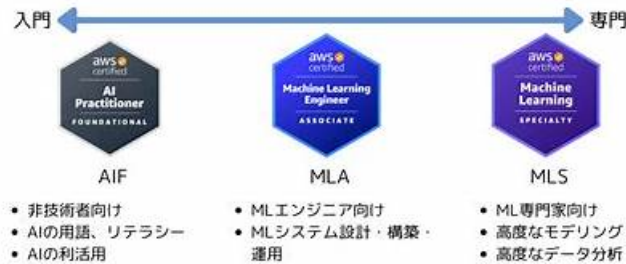 入門
専門
aws
certified
AI
Practitioner
FOUNDATIONAL
aws
certified
Machine Learning
Engineer
ASSOCIATE
aws
certified
Machine
Learning
SPECIALTY
AIF
MLA
MLS
• 非技術者向け
• AIの用語、リテラシー
• AIの利活用
• MLエンジニア向け
• MLシステム設計・構築・
運用
• ML専門家向け
• 高度なモデリング
• 高度なデータ分析